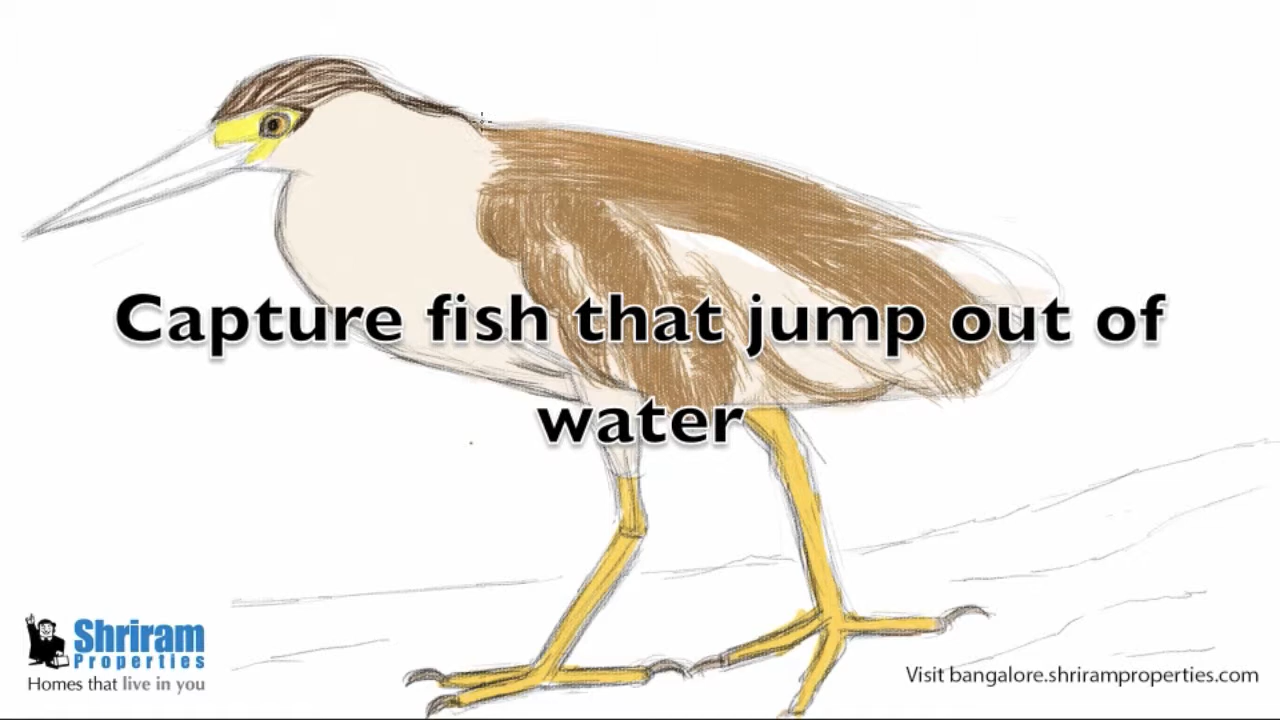 Capture fish that jump out of
water
Shriram
Properties
Homes that live in you
Visit bangalore.shriramproperties.com